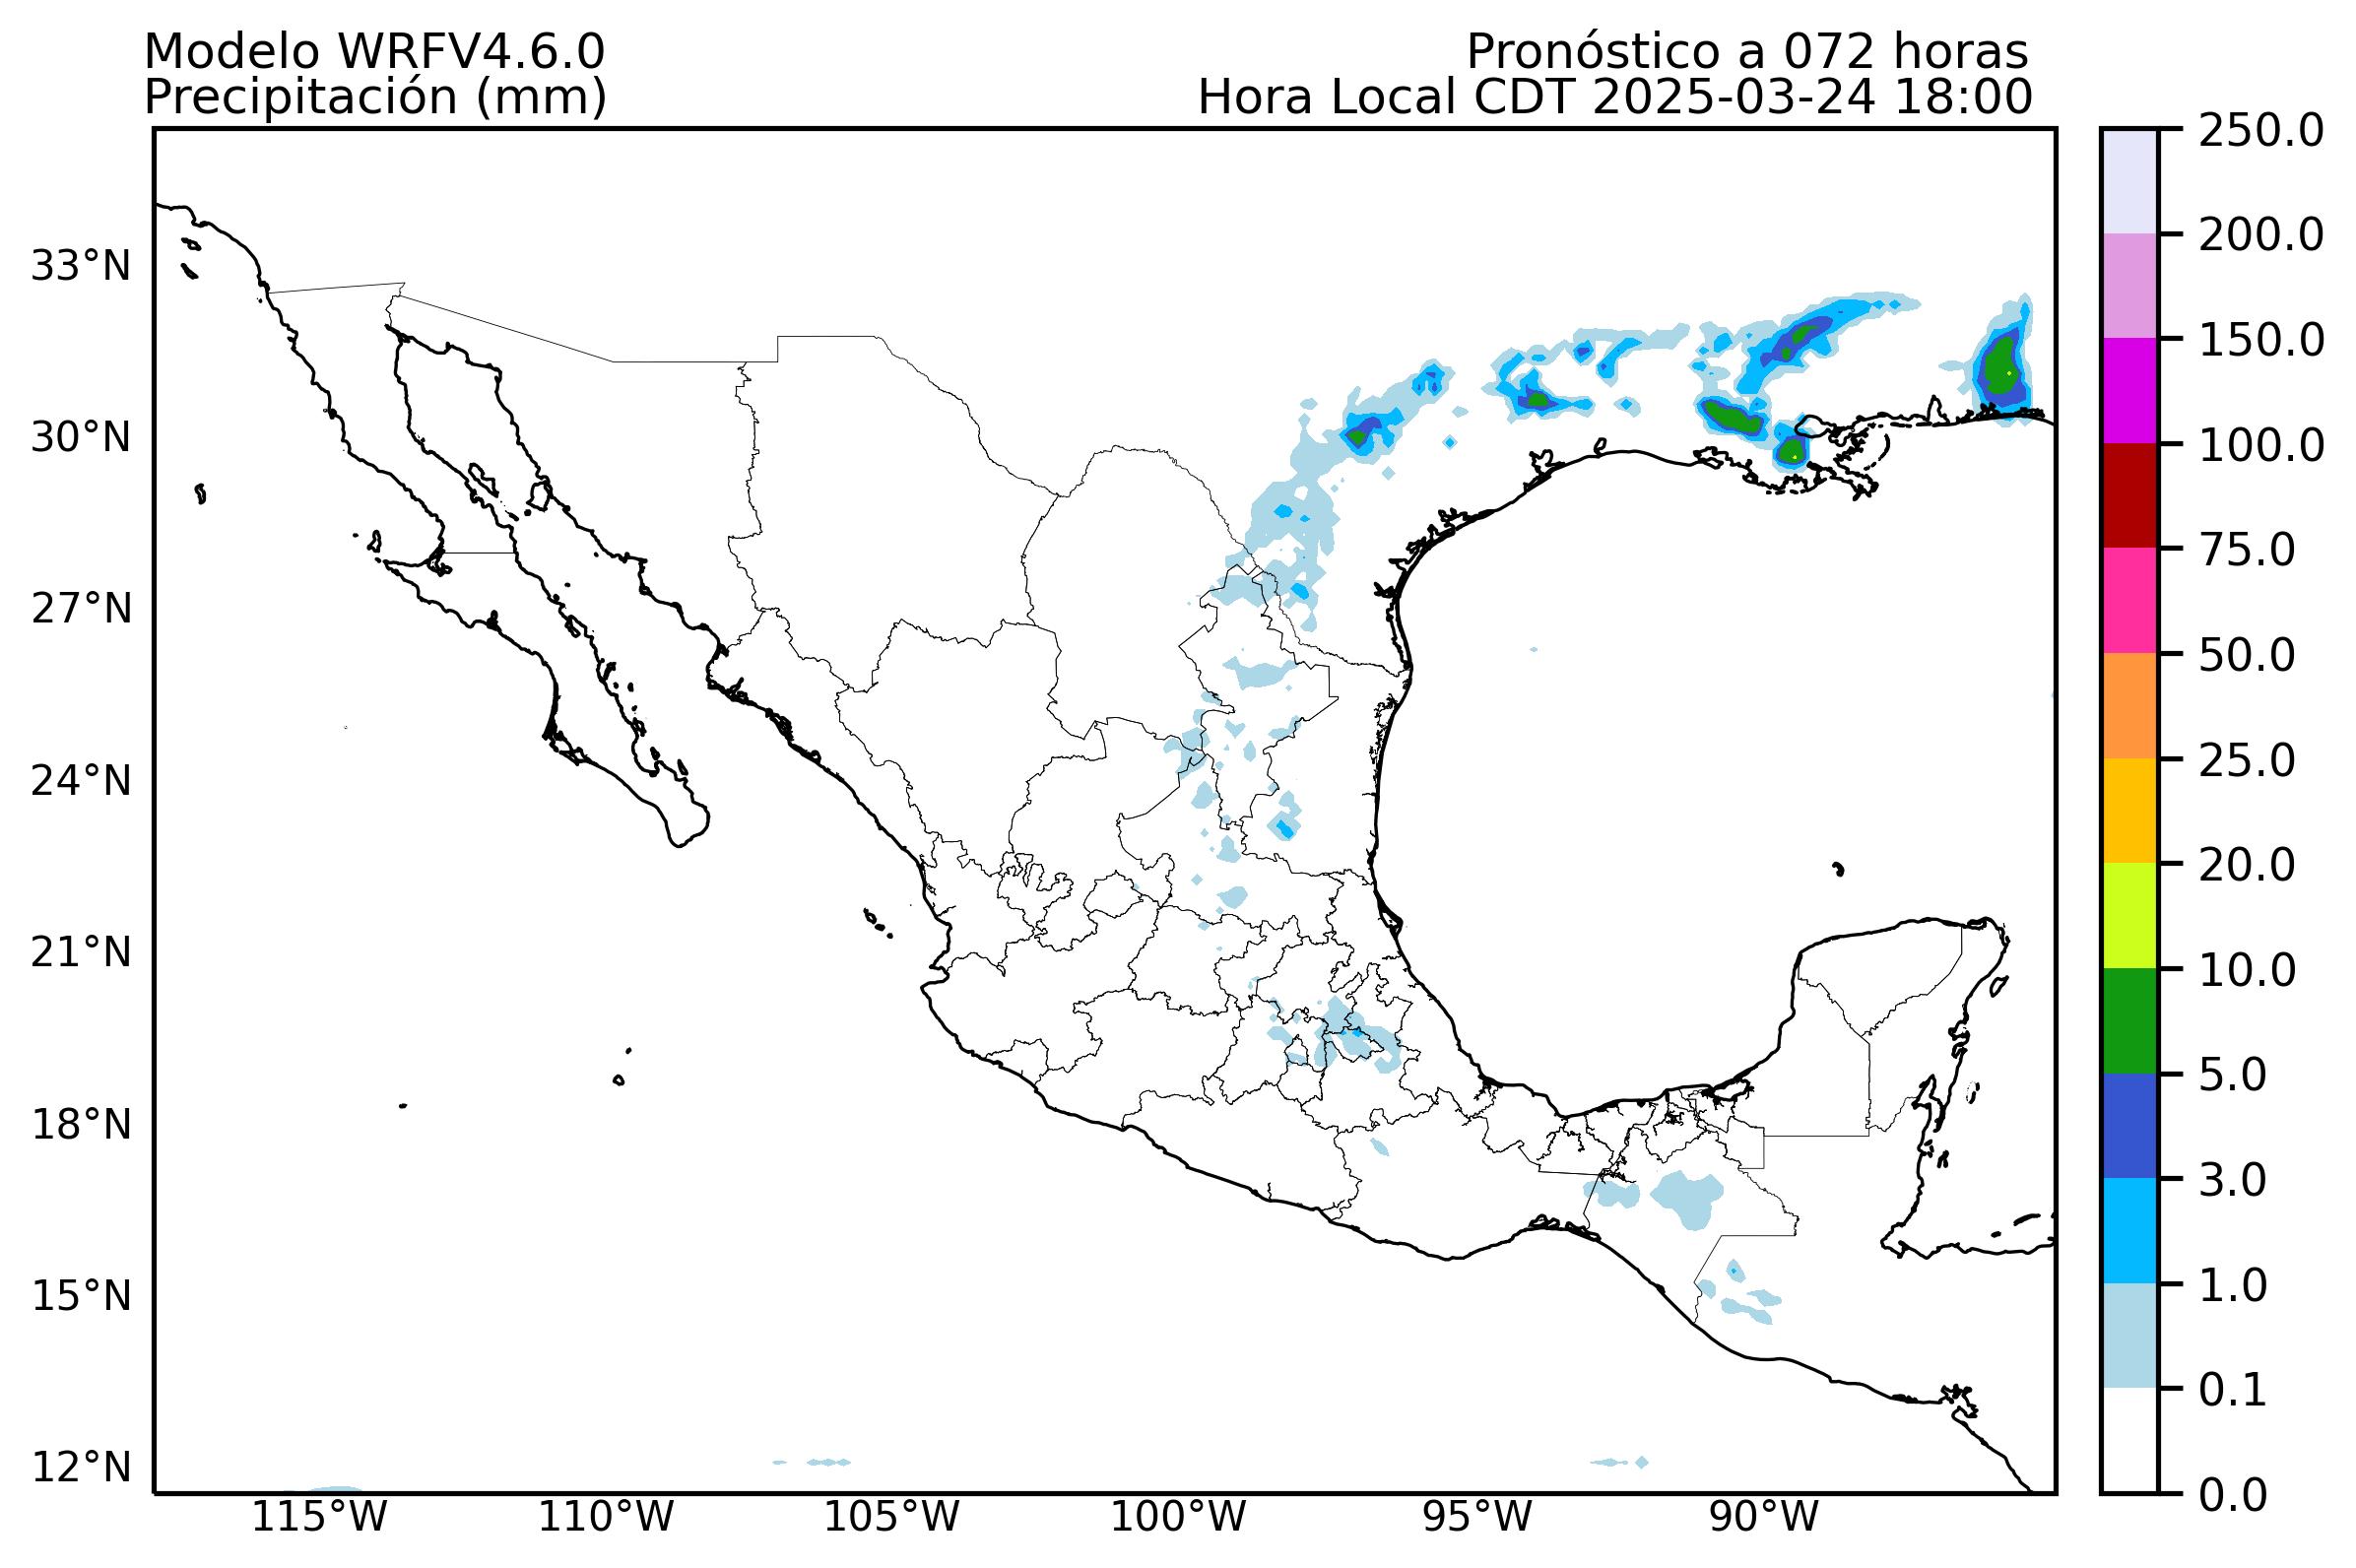 Modelo WRFV4.6.0
Precipitación (mm)
Pronóstico a 072 horas
Hora Local CDT 2025-03-24 18:00
33°N
30°N
27°N
24°N
21°N
18°N
15°N
12°N
115°W
110°W
105°W
100°W
95°W
90°W
250.0
200.0
150.0
100.0
75.0
50.0
25.0
20.0
10.0
5.0
3.0
1.0
0.1
0.0